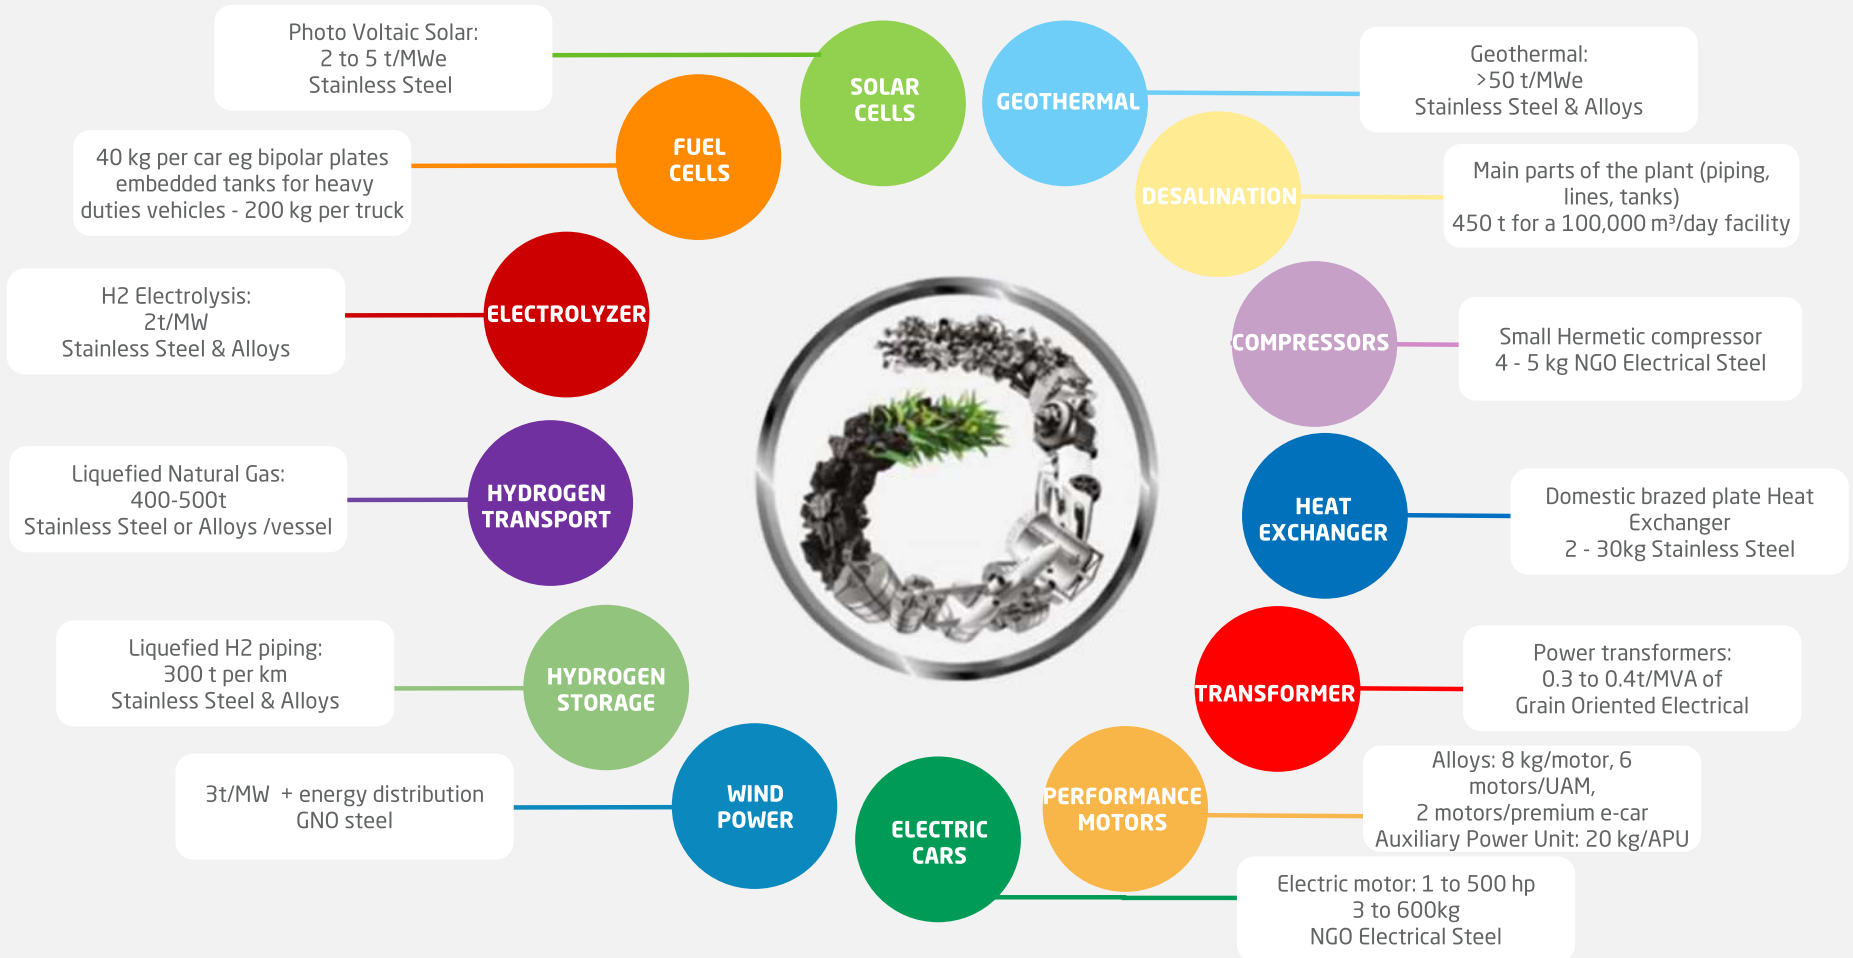 Photo Voltaic Solar:
2 to 5 t/MWe
Stainless Steel
SOLAR
CELLS
40 kg per car eg bipolar plates
embedded tanks for heavy
duties vehicles - 200 kg per truck
FUEL
CELLS
H2 Electrolysis:
2t/MW
Stainless Steel & Alloys
ELECTROLYZER
Liquefied Natural Gas:
400-500t
Stainless Steel or Alloys /vessel
HYDROGEN
TRANSPORT
Liquefied H2 piping:
300 t per km
Stainless Steel & Alloys
HYDROGEN
STORAGE
3t/MW + energy distribution
GNO steel
WIND
POWER
GEOTHERMAL
Geothermal:
>50 t/MWe
Stainless Steel & Alloys
DESALINATION
Main parts of the plant (piping,
lines, tanks)
450 t for a 100,000 m³/day facility
COMPRESSORS
Small Hermetic compressor
4 - 5 kg NGO Electrical Steel
HEAT
EXCHANGER
Domestic brazed plate Heat
Exchanger
2 - 30kg Stainless Steel
TRANSFORMER
Power transformers:
0.3 to 0.4t/MVA of
Grain Oriented Electrical
PERFORMANCE
MOTORS
Alloys: 8 kg/motor, 6
motors/UAM,
2 motors/premium e-car
Auxiliary Power Unit: 20 kg/APU
ELECTRIC
CARS
Electric motor: 1 to 500 hp
3 to 600kg
NGO Electrical Steel